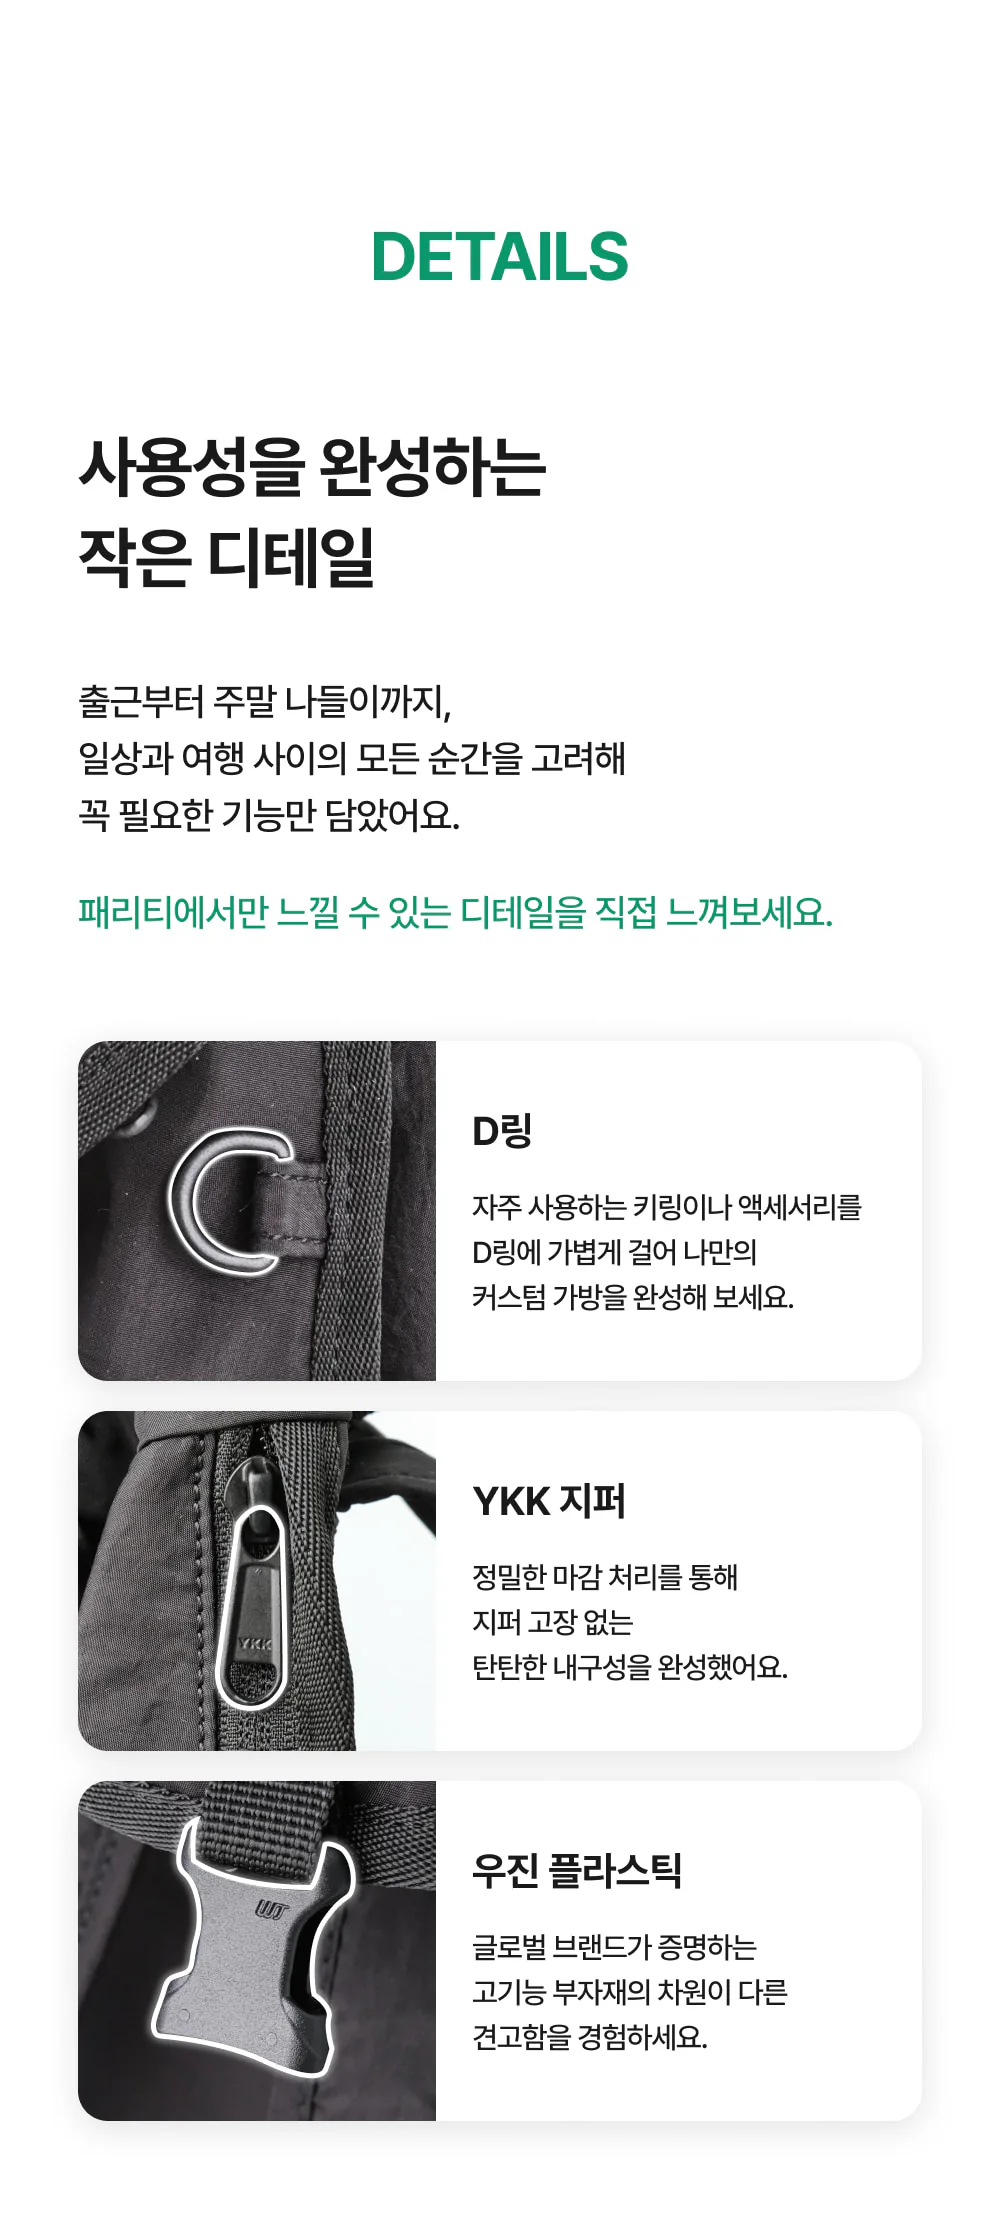 DETAILS
사용성을 완성하는
작은 디테일
출근부터 주말 나들이까지,
일상과 여행 사이의 모든 순간을 고려해
꼭 필요한 기능만 담았어요.
패리티에서만 느낄 수 있는 디테일을 직접 느껴보세요.
D링
자주 사용하는 키링이나 액세서리를
D링에 가볍게 걸어 나만의
커스텀 가방을 완성해 보세요.
YKK
YKK 지퍼
정밀한 마감 처리를 통해
지퍼 고장 없는
탄탄한 내구성을 완성했어요.
WJ
우진 플라스틱
글로벌 브랜드가 증명하는
고기능 부자재의 차원이 다른
견고함을 경험하세요.